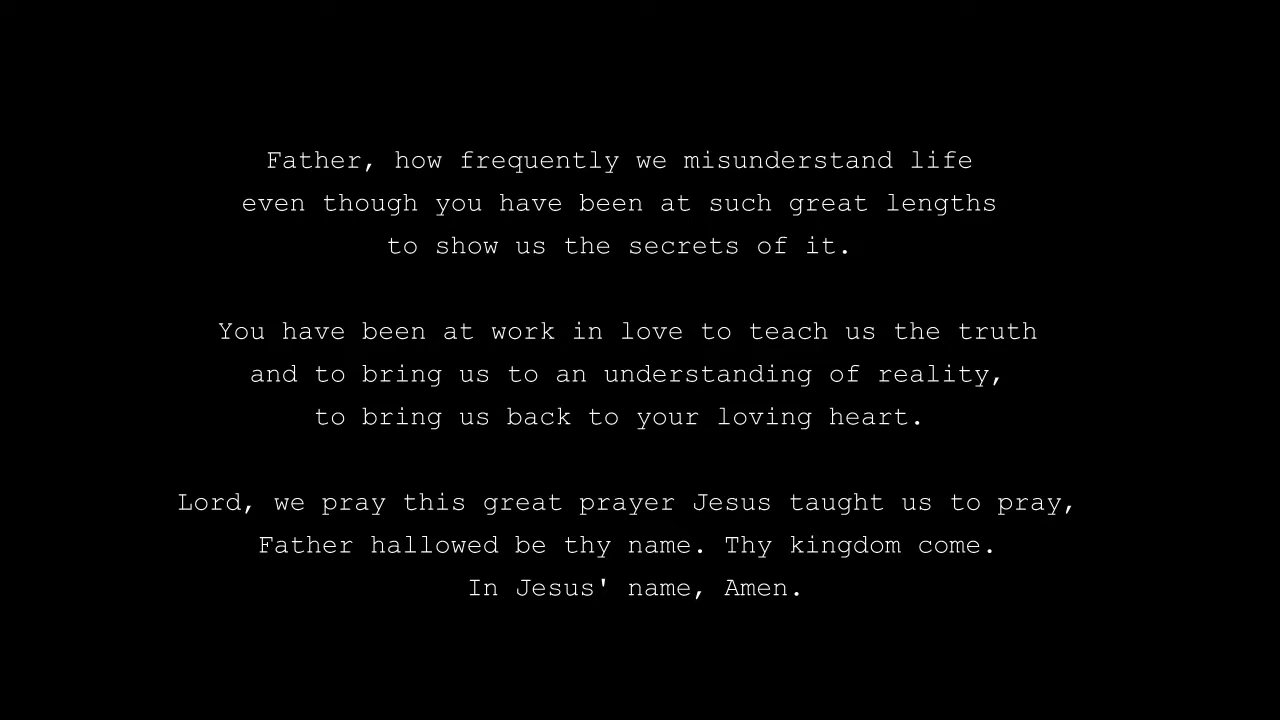 Father, how frequently we misunderstand life
even though you have been at such great lengths
to show us the secrets of it.
You have been at work in love to teach us the truth
and to bring us to an understanding of reality,
to bring us back to your loving heart.
Lord, we pray this great prayer Jesus taught us to pray,
Father hallowed be thy name. Thy kingdom come.
In Jesus' name, Amen.